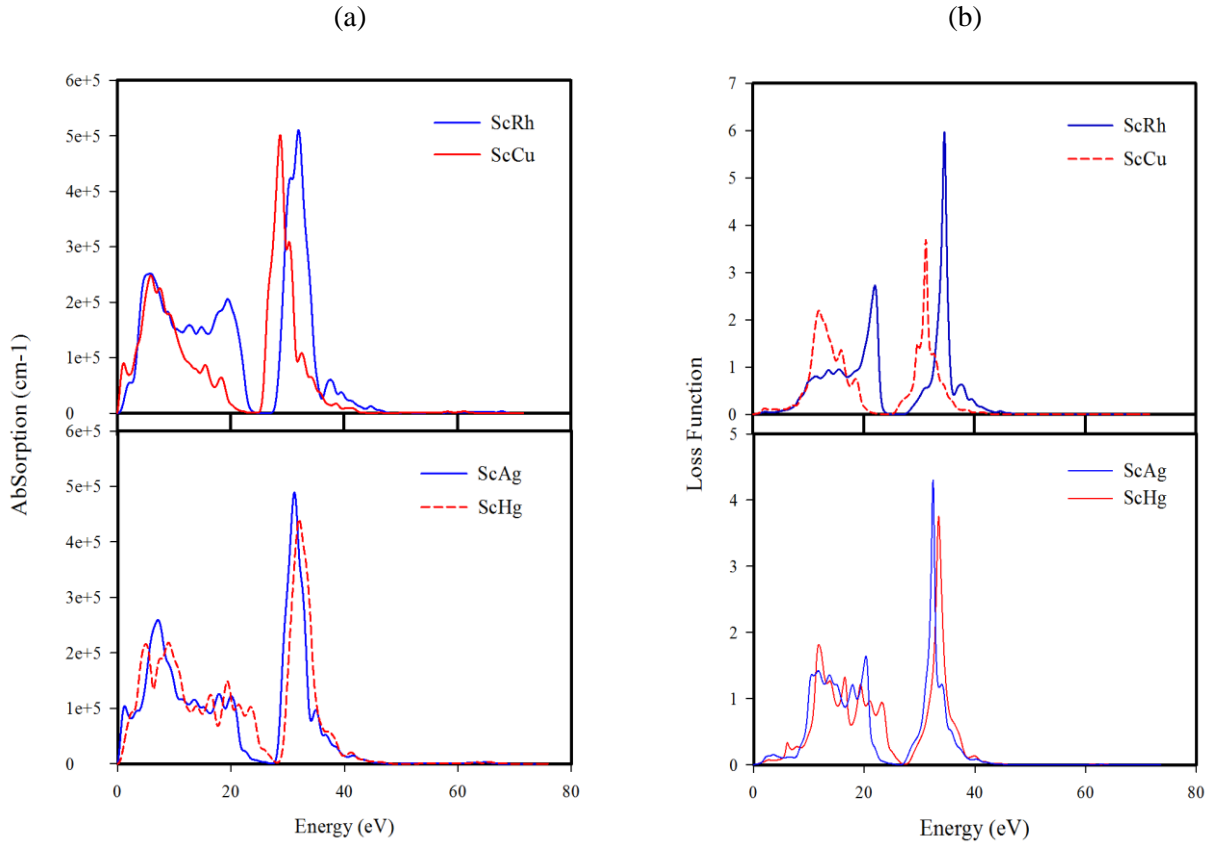 (a)
(b)
6e+5
5e+5
4e+5
3e+5
2e+5
1e+5
0
ScRh
ScCu
6e+5
5e+5
4e+5
3e+5
2e+5
1e+5
0
ScAg
ScHg
0
20
40
60
80
AbSorption (cm-1)
Energy (eV)
7
6
5
4
3
2
1
0
ScRh
ScCu
5
4
3
2
1
0
ScAg
ScHg
0
20
40
60
80
Loss Function
Energy (eV)